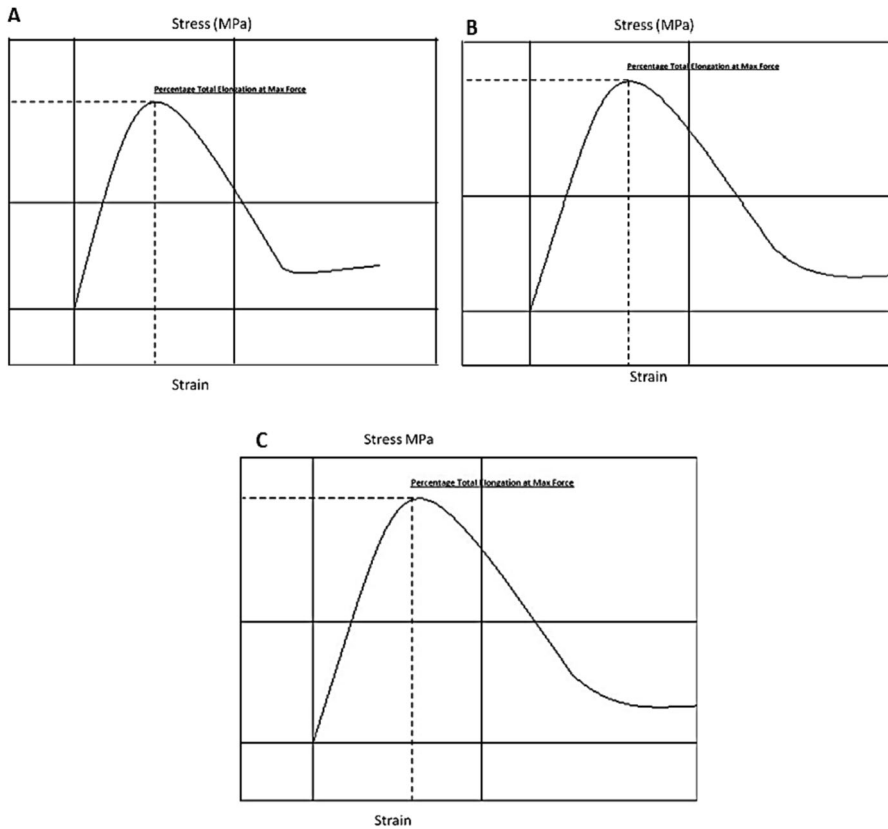 A
Stress (MPa)
Percentage Total Elongation at Max Force
Strain
B
Stress (MPa)
Percentage Total Elongation at Max Force
Strain
C
Stress MPa
Percentage Total Elongation at Max Force
Strain